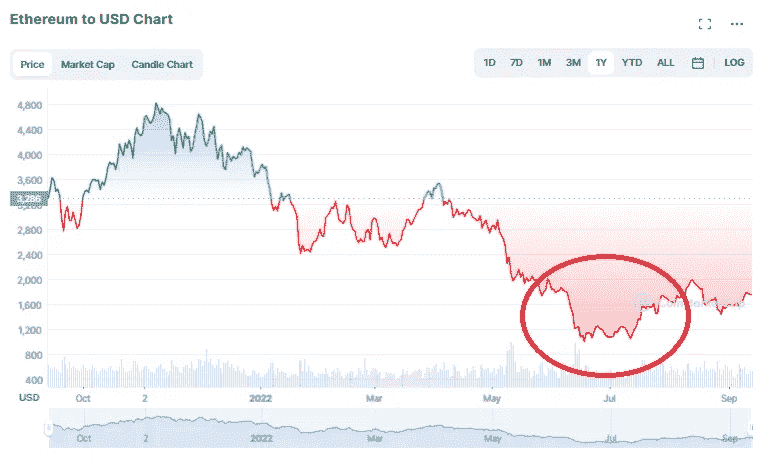 Ethereum to USD Chart
Price Market Cap Candle Chart
1D 7D 1M 3M 1Y YTD ALL LOG
4,800
4,400
4,000
3,600
3,200
2,800
2,400
2,000
1,600
1,200
800
400
USD Oct 2 2022 Mar May Jul Sep
Oct 2 2022 Mar May Jul Sep